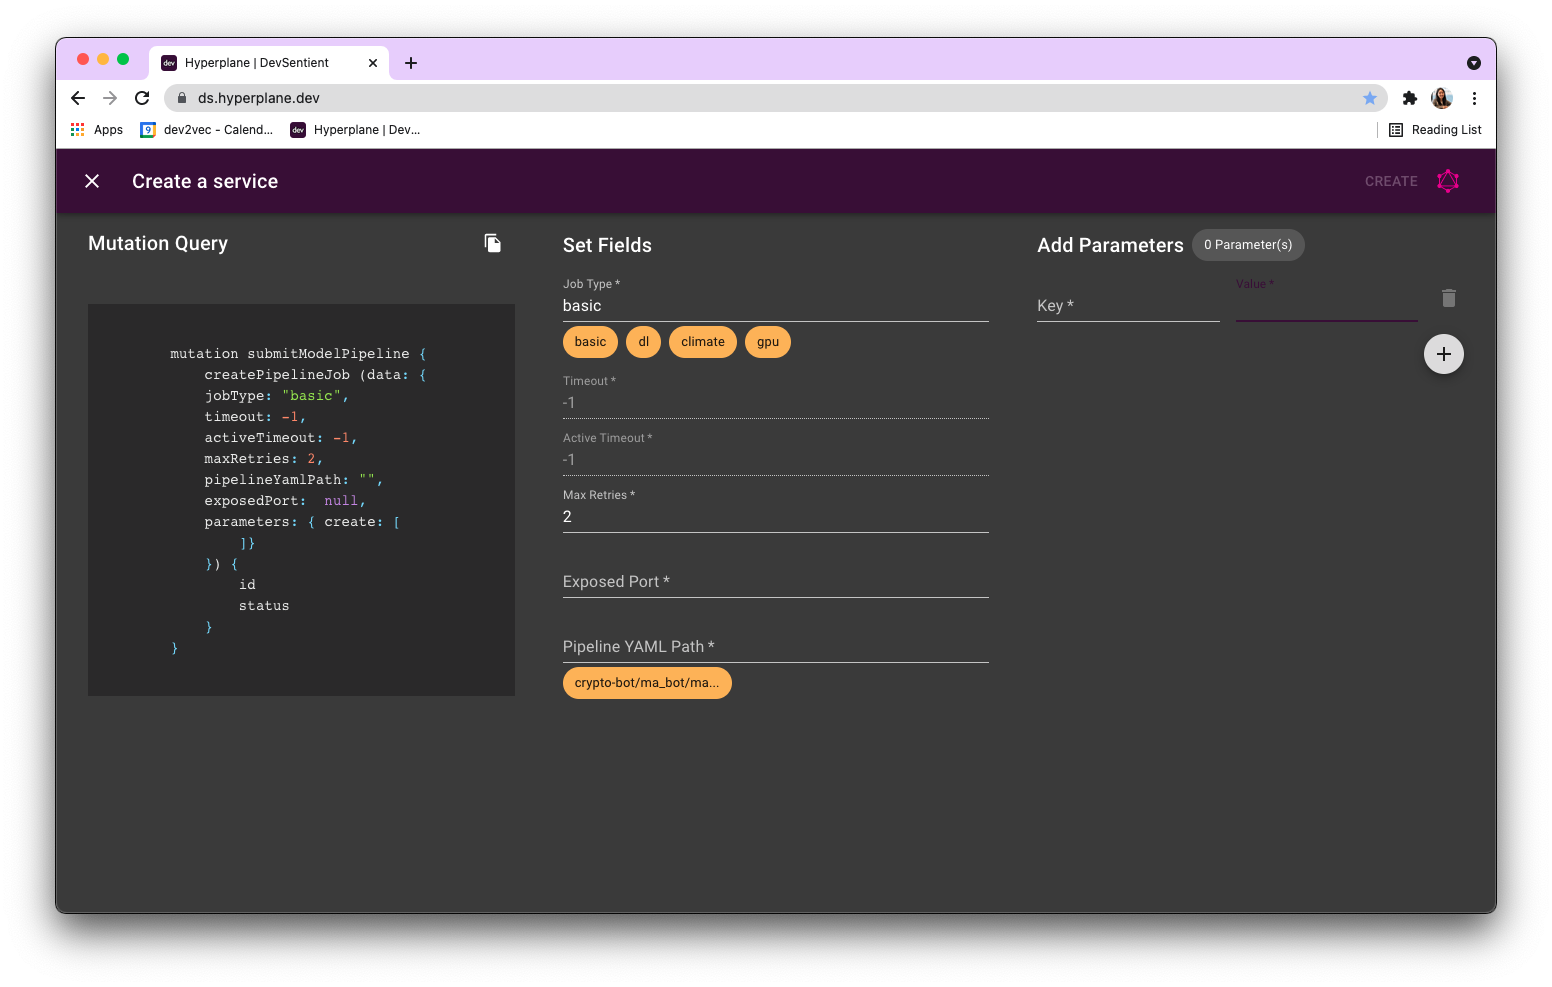 dev Hyperplane | DevSentient
ds.hyperplane.dev
Apps 9 dev2vec - Calend... dev Hyperplane | Dev... Reading List
Create a service CREATE
Mutation Query
mutation submitModelPipeline {
createPipelineJob (data: {
jobType: "basic",
timeout: -1,
activeTimeout: -1,
maxRetries: 2,
pipelineYamlPath: "",
exposedPort: null,
parameters: { create: [
]}
}) {
id
status
}
}
Set Fields
Job Type *
basic
basic dl climate gpu
Timeout *
-1
Active Timeout *
-1
Max Retries *
2
Exposed Port *
Pipeline YAML Path *
crypto-bot/ma_bot/ma...
Add Parameters 0 Parameter(s)
Key * Value *